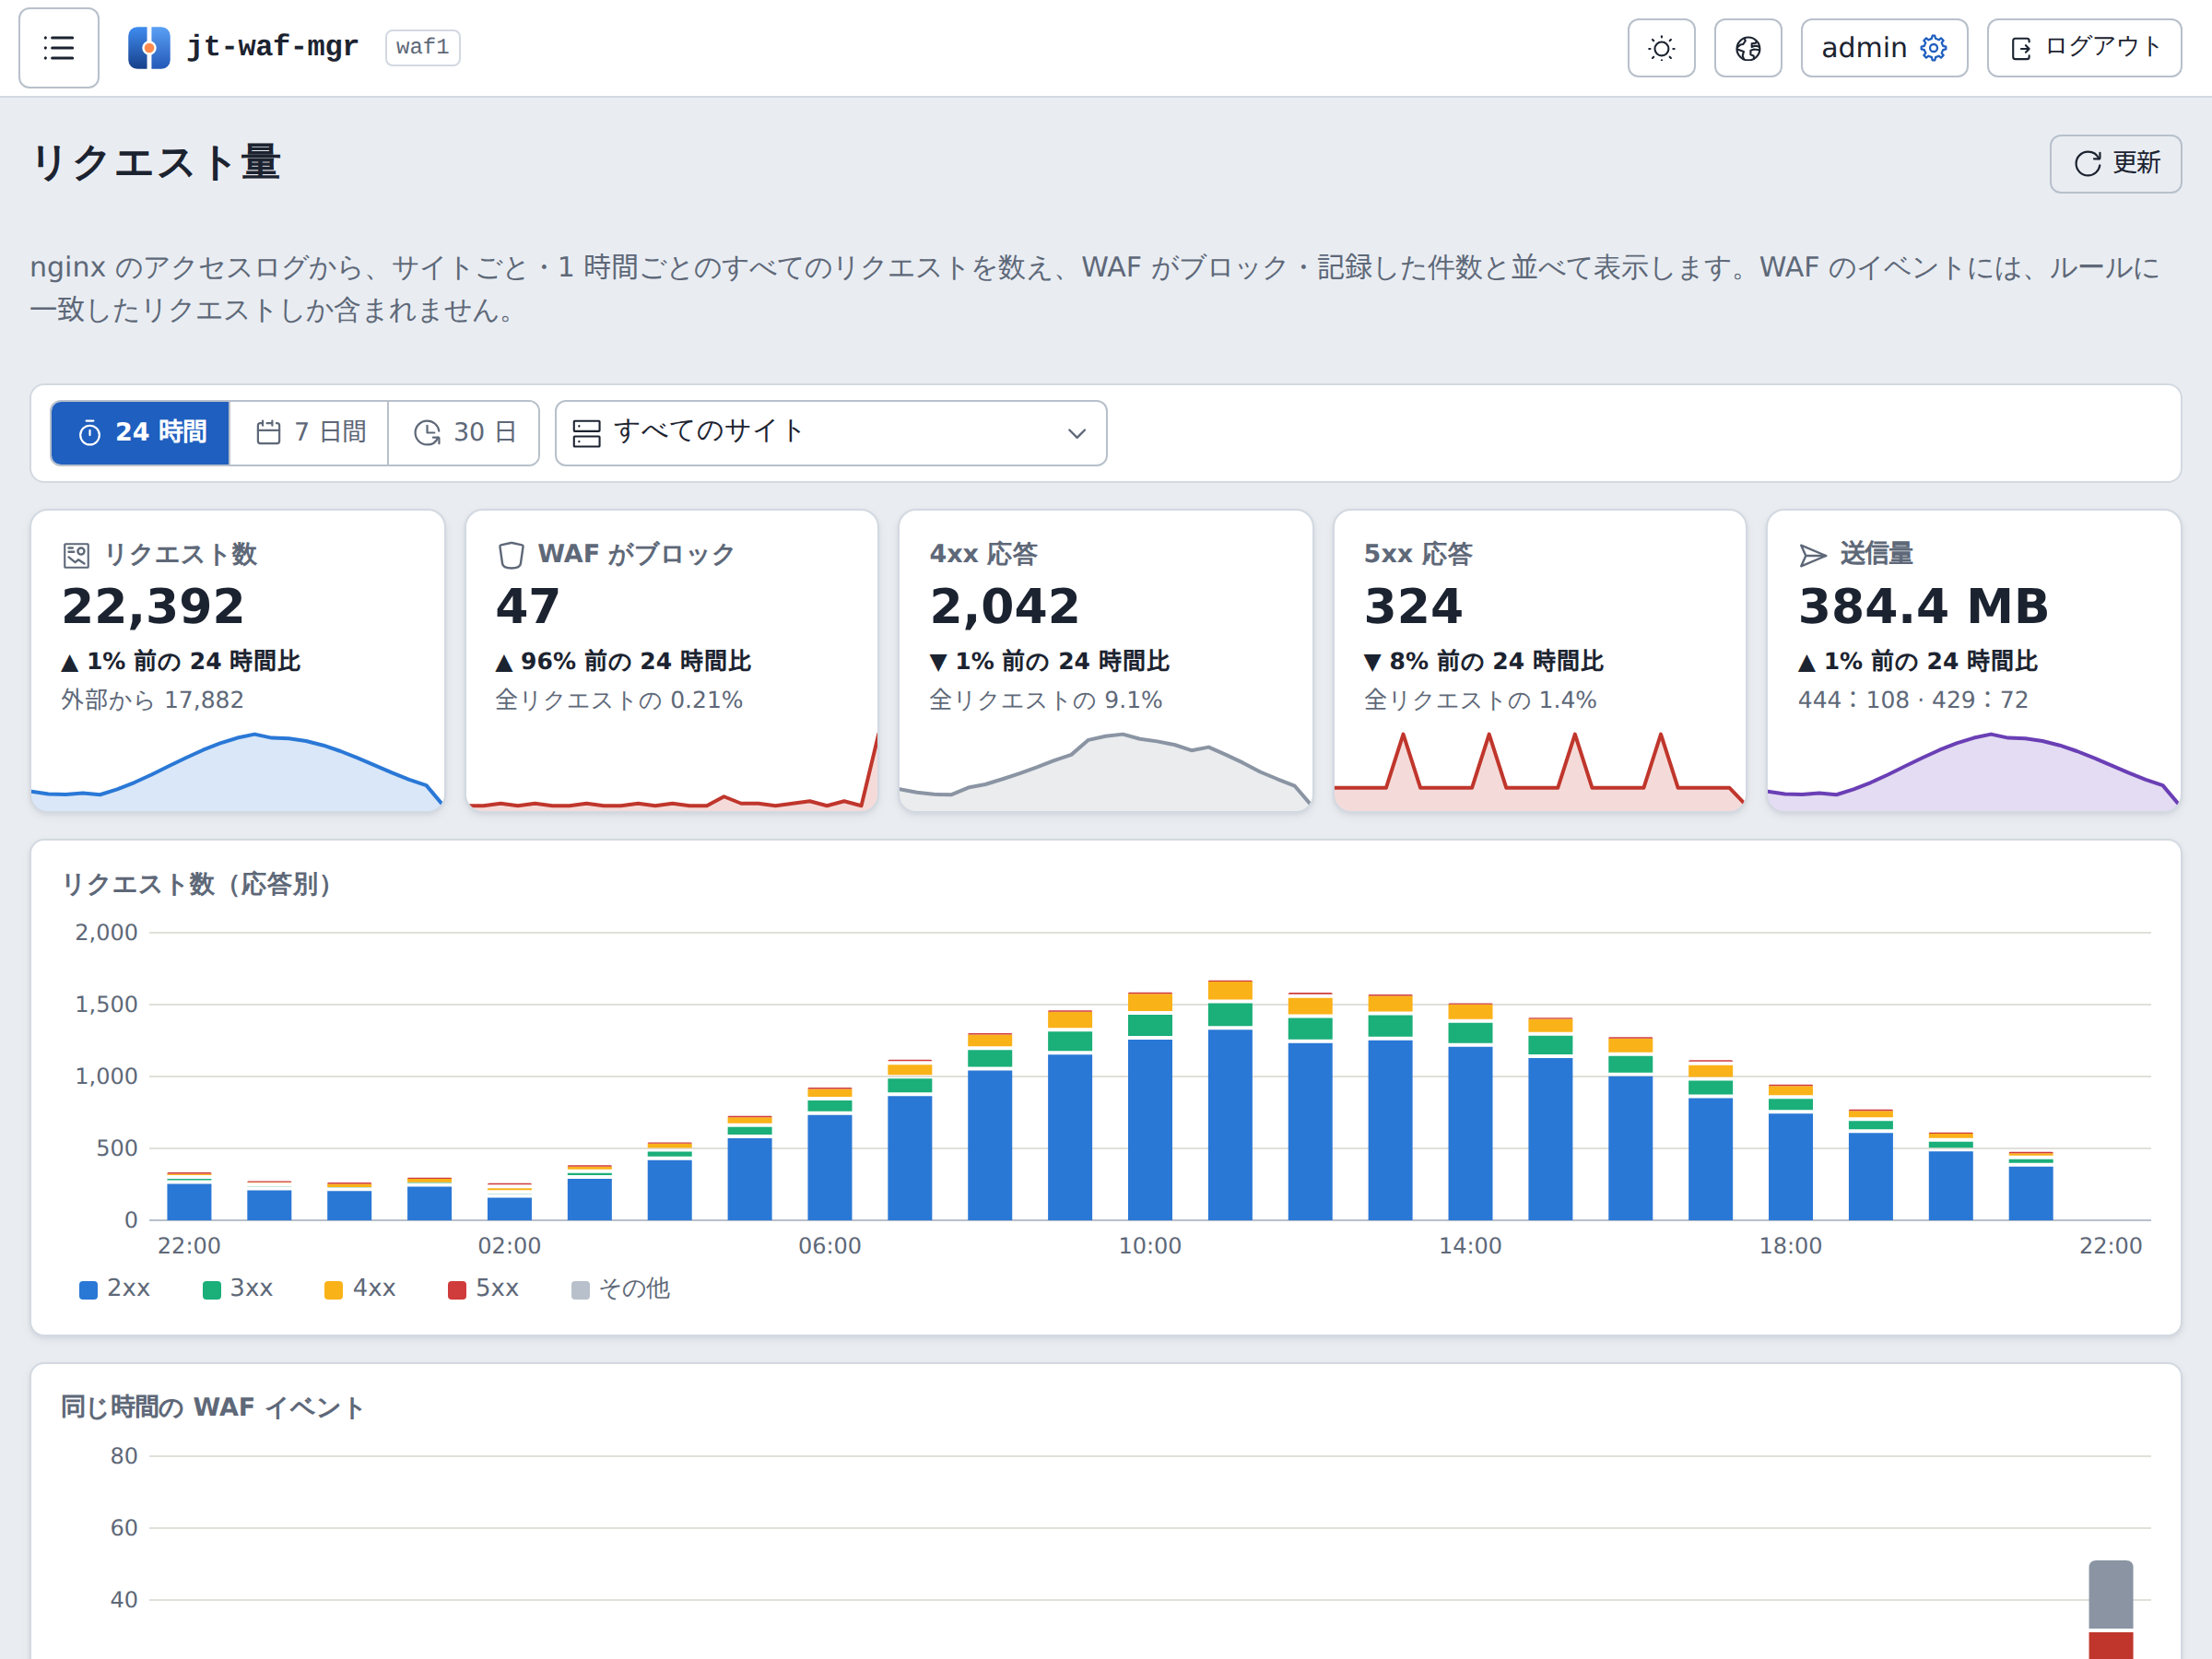 jt-waf-mgr waf1 admin ログアウト
リクエスト量 更新
nginx のアクセスログから、サイトごと・1 時間ごとのすべてのリクエストを数え、WAF がブロック・記録した件数と並べて表示します。WAF のイベントには、ルールに
一致したリクエストしか含まれません。
24 時間 7 日間 30 日 すべてのサイト
リクエスト数
22,392
▲ 1% 前の 24 時間比
外部から 17,882
WAF がブロック
47
▲ 96% 前の 24 時間比
全リクエストの 0.21%
4xx 応答
2,042
▼ 1% 前の 24 時間比
全リクエストの 9.1%
5xx 応答
324
▼ 8% 前の 24 時間比
全リクエストの 1.4%
送信量
384.4 MB
▲ 1% 前の 24 時間比
444：108 · 429：72
リクエスト数（応答別）
2,000
1,500
1,000
500
0
22:00 02:00 06:00 10:00 14:00 18:00 22:00
2xx 3xx 4xx 5xx その他
同じ時間の WAF イベント
80
60
40